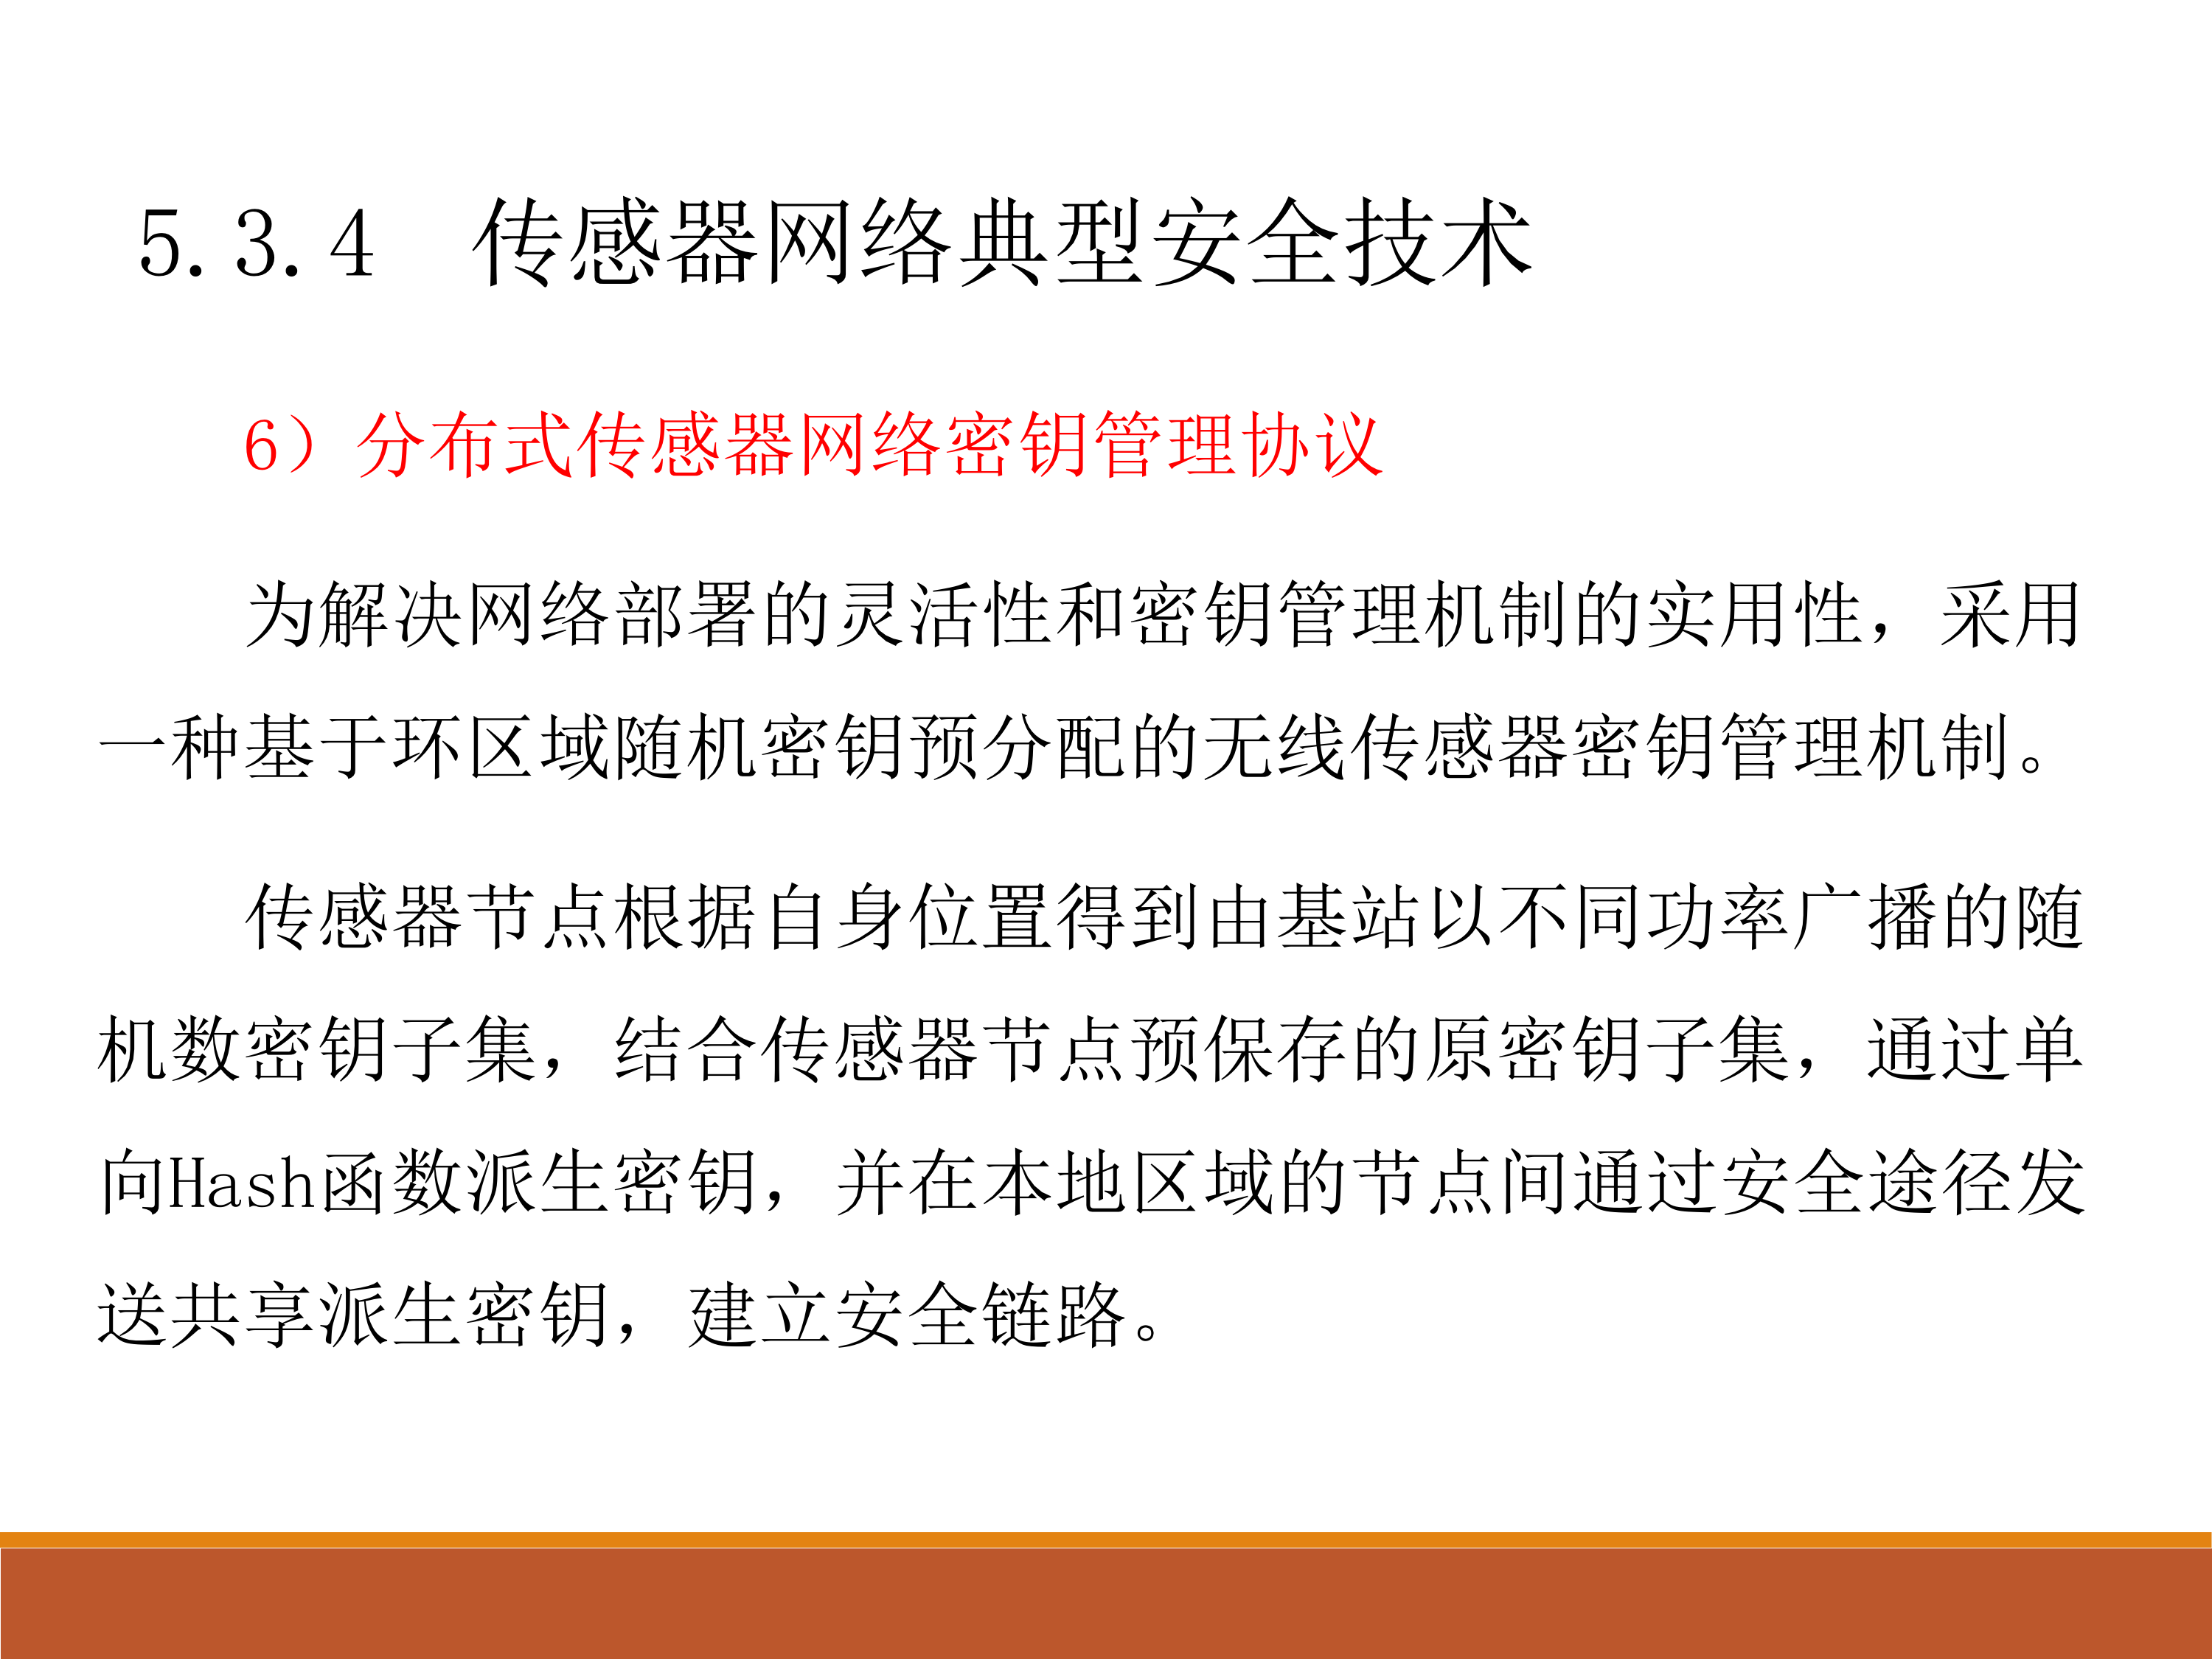 5.3.4 传感器网络典型安全技术
6）分布式传感器网络密钥管理协议
为解决网络部署的灵活性和密钥管理机制的实用性，采用
一种基于环区域随机密钥预分配的无线传感器密钥管理机制。
传感器节点根据自身位置得到由基站以不同功率广播的随
机数密钥子集，结合传感器节点预保存的原密钥子集，通过单
向Hash函数派生密钥，并在本地区域的节点间通过安全途径发
送共享派生密钥，建立安全链路。